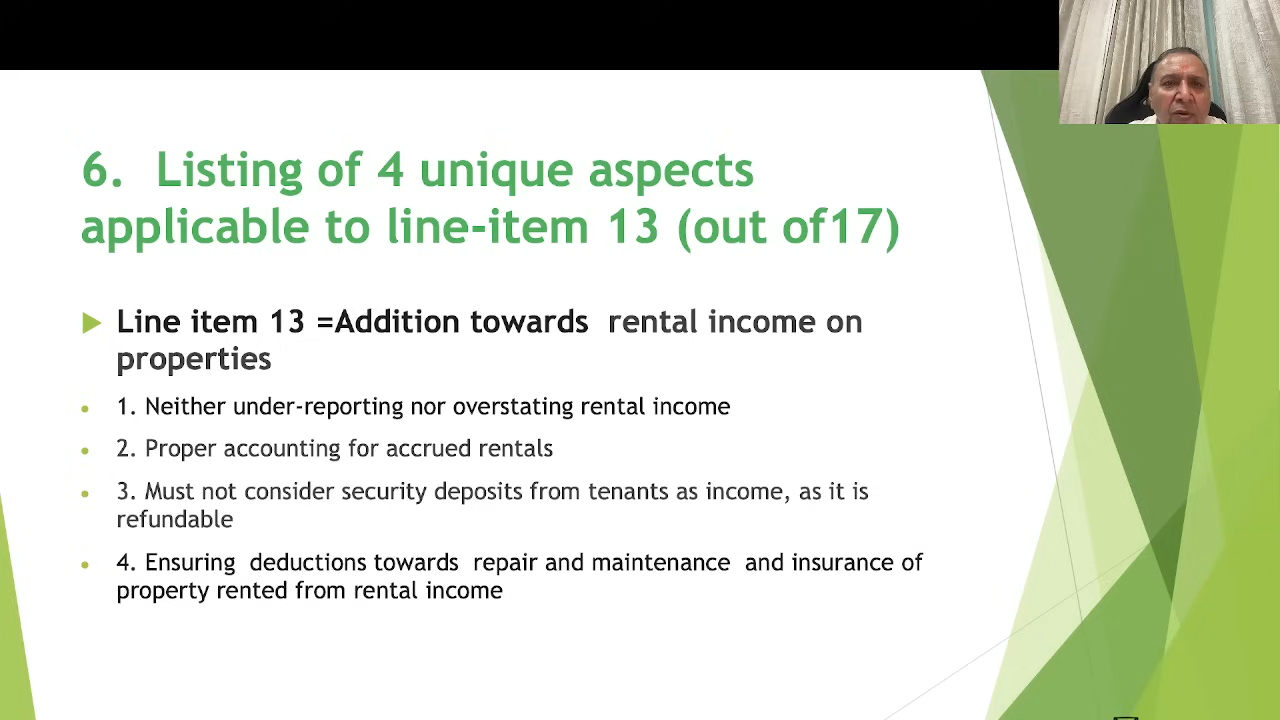 6. Listing of 4 unique aspects
applicable to line-item 13 (out of17)
Line item 13 =Addition towards rental income on
properties
1. Neither under-reporting nor overstating rental income
2. Proper accounting for accrued rentals
3. Must not consider security deposits from tenants as income, as it is
refundable
4. Ensuring deductions towards repair and maintenance and insurance of
property rented from rental income